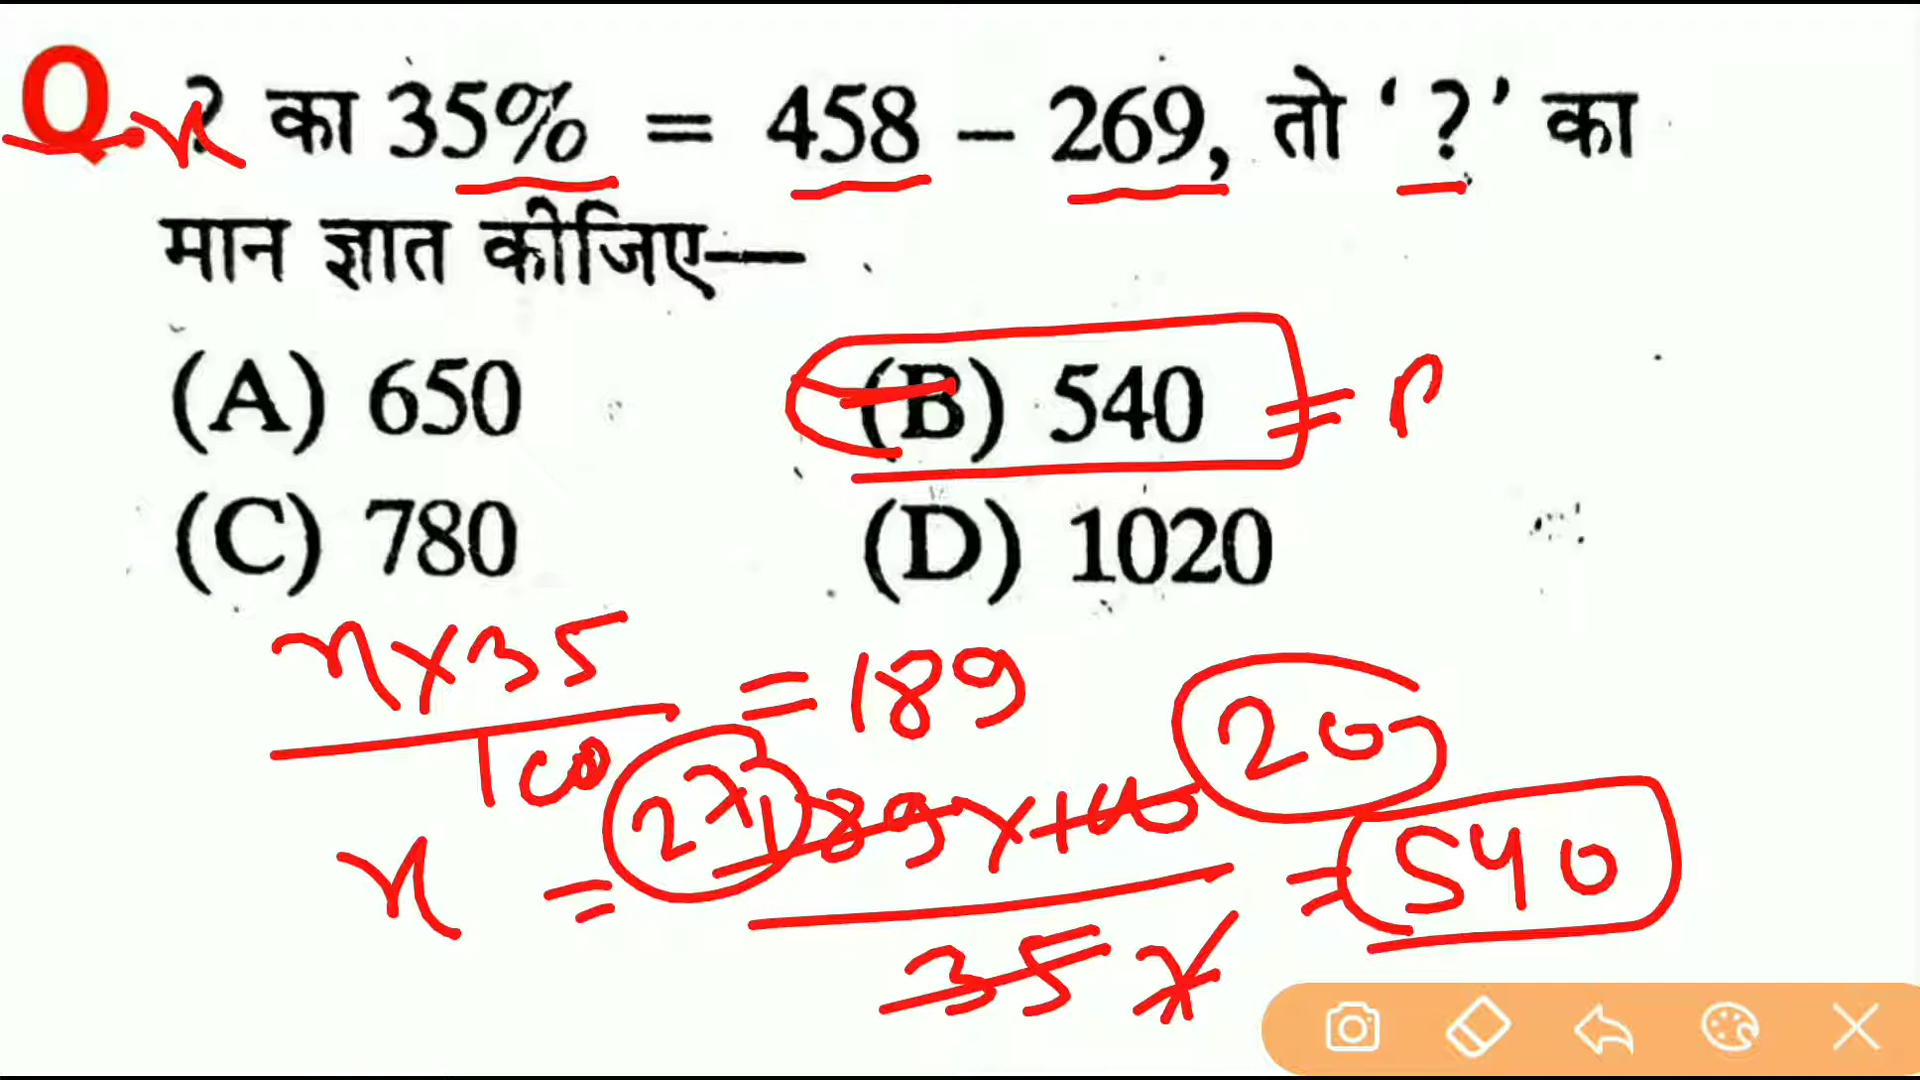 Q. ? का 35% = 458 – 269, तो ‘ ? ’ का
x
मान ज्ञात कीजिए—
(A) 650 (B) 540
(C) 780 (D) 1020
x×35
100
= 189
27 189×100 20
x = = 540
35